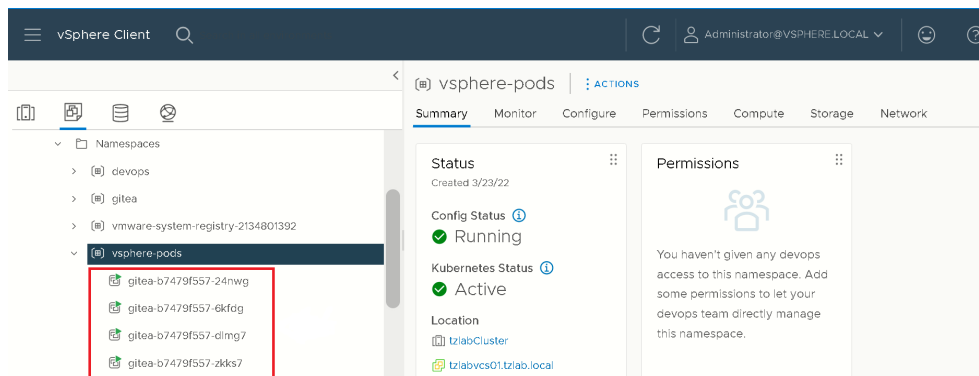 vSphere Client
Administrator@VSPHERE.LOCAL
Namespaces
devops
gitea
vmware-system-registry-2134801392
vsphere-pods
gitea-b7479f557-24nwg
gitea-b7479f557-6kfdg
gitea-b7479f557-dlmg7
gitea-b7479f557-zkks7
vsphere-pods
ACTIONS
Summary Monitor Configure Permissions Compute Storage Network
Status
Created 3/23/22
Config Status
Running
Kubernetes Status
Active
Location
tzlabCluster
tzlabvcs01.tzlab.local
Permissions
You haven't given any devops
access to this namespace. Add
some permissions to let your
devops team directly manage
this namespace.